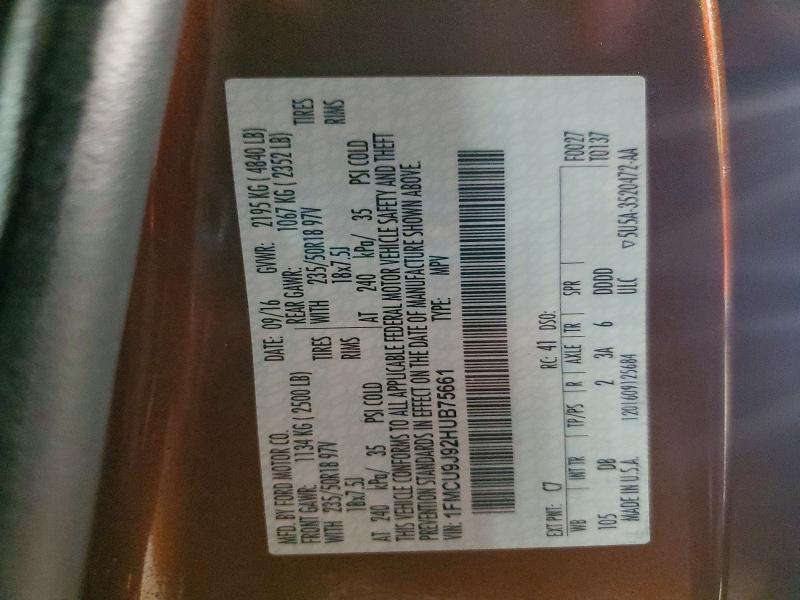 MFD. BY FORD MOTOR CO.
DATE: 09/16 GVWR: 2195 KG ( 4840 LB)
FRONT GAWR: 1134 KG ( 2500 LB) REAR GAWR: 1067 KG ( 2352 LB)
WITH 235/50R18 97V TIRES WITH 235/50R18 97V TIRES
18x7.5J RIMS 18x7.5J RIMS
AT 240 kPa/ 35 PSI COLD AT 240 kPa/ 35 PSI COLD
THIS VEHICLE CONFORMS TO ALL APPLICABLE FEDERAL MOTOR VEHICLE SAFETY AND THEFT
PREVENTION STANDARDS IN EFFECT ON THE DATE OF MANUFACTURE SHOWN ABOVE.
VIN: 1FMCU9J92HUB75661 TYPE: MPV
EXT PNT: C7 RC: 41 DSO: F0027
WB INT TR TP/PS R AXLE TR SPR T0137
105 DB 2 3A 6 DDDD
MADE IN U.S.A. 120160912568​4 ULC ▽5U5A-3520472-AA